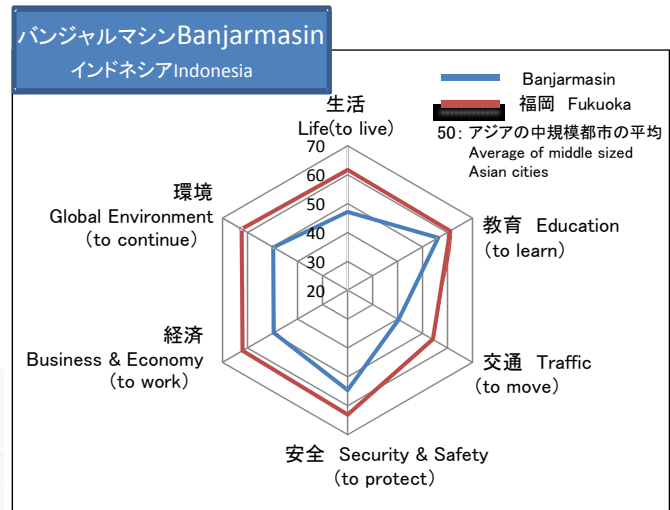 バンジャルマシンBanjarmasin
インドネシアIndonesia
Banjarmasin
福岡 Fukuoka
50: アジアの中規模都市の平均
Average of middle sized
Asian cities
生活
Life(to live)
70
60
50
40
30
20
環境
Global Environment
(to continue)
教育 Education
(to learn)
経済
Business & Economy
(to work)
交通 Traffic
(to move)
安全 Security & Safety
(to protect)